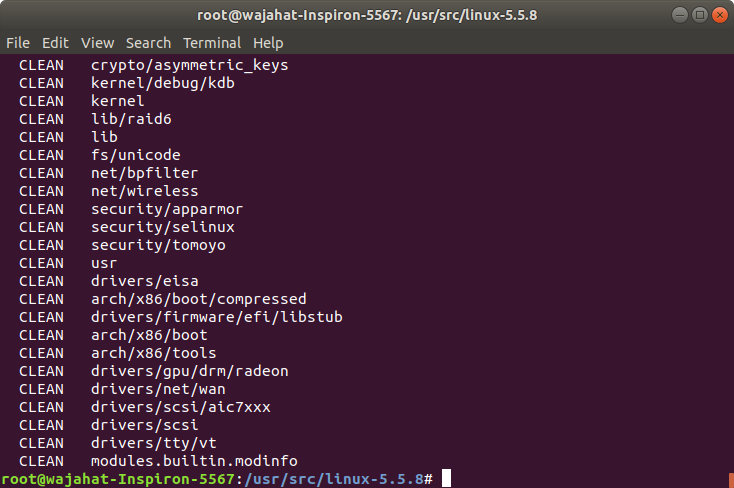 root@wajahat-Inspiron-5567: /usr/src/linux-5.5.8
File Edit View Search Terminal Help
CLEAN crypto/asymmetric_keys
CLEAN kernel/debug/kdb
CLEAN kernel
CLEAN lib/raid6
CLEAN lib
CLEAN fs/unicode
CLEAN net/bpfilter
CLEAN net/wireless
CLEAN security/apparmor
CLEAN security/selinux
CLEAN security/tomoyo
CLEAN usr
CLEAN drivers/eisa
CLEAN arch/x86/boot/compressed
CLEAN drivers/firmware/efi/libstub
CLEAN arch/x86/boot
CLEAN arch/x86/tools
CLEAN drivers/gpu/drm/radeon
CLEAN drivers/net/wan
CLEAN drivers/scsi/aic7xxx
CLEAN drivers/scsi
CLEAN drivers/tty/vt
CLEAN modules.builtin.modinfo
root@wajahat-Inspiron-5567:/usr/src/linux-5.5.8#